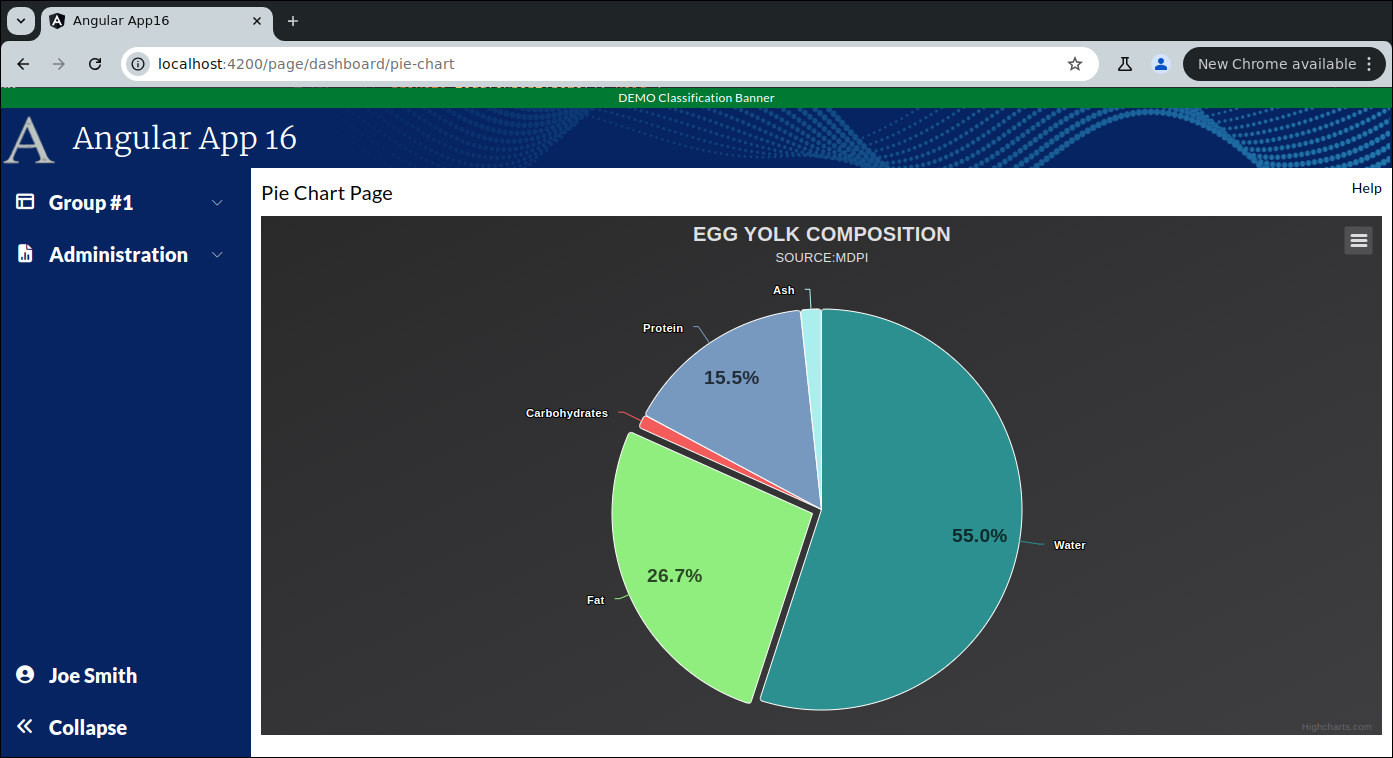 Angular App16
localhost:4200/page/dashboard/pie-chart
New Chrome available
DEMO Classification Banner
A Angular App 16
Group #1
Administration
Joe Smith
Collapse
Pie Chart Page
Help
EGG YOLK COMPOSITION
SOURCE:MDPI
Ash
Protein
15.5%
Carbohydrates
55.0%
Water
26.7%
Fat
Highcharts.com